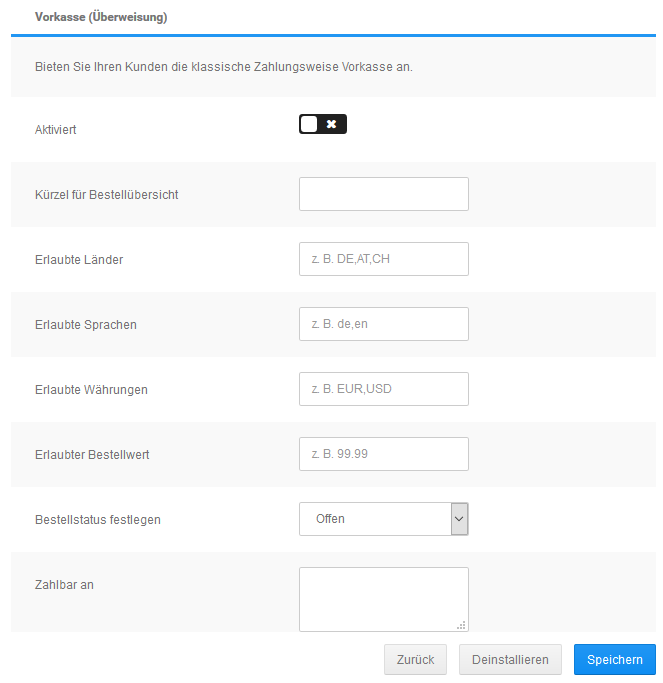 Vorkasse (Überweisung)
Bieten Sie Ihren Kunden die klassische Zahlungsweise Vorkasse an.
Aktiviert
Kürzel für Bestellübersicht
Erlaubte Länder z. B. DE,AT,CH
Erlaubte Sprachen z. B. de,en
Erlaubte Währungen z. B. EUR,USD
Erlaubter Bestellwert z. B. 99.99
Bestellstatus festlegen Offen
Zahlbar an
Zurück Deinstallieren Speichern